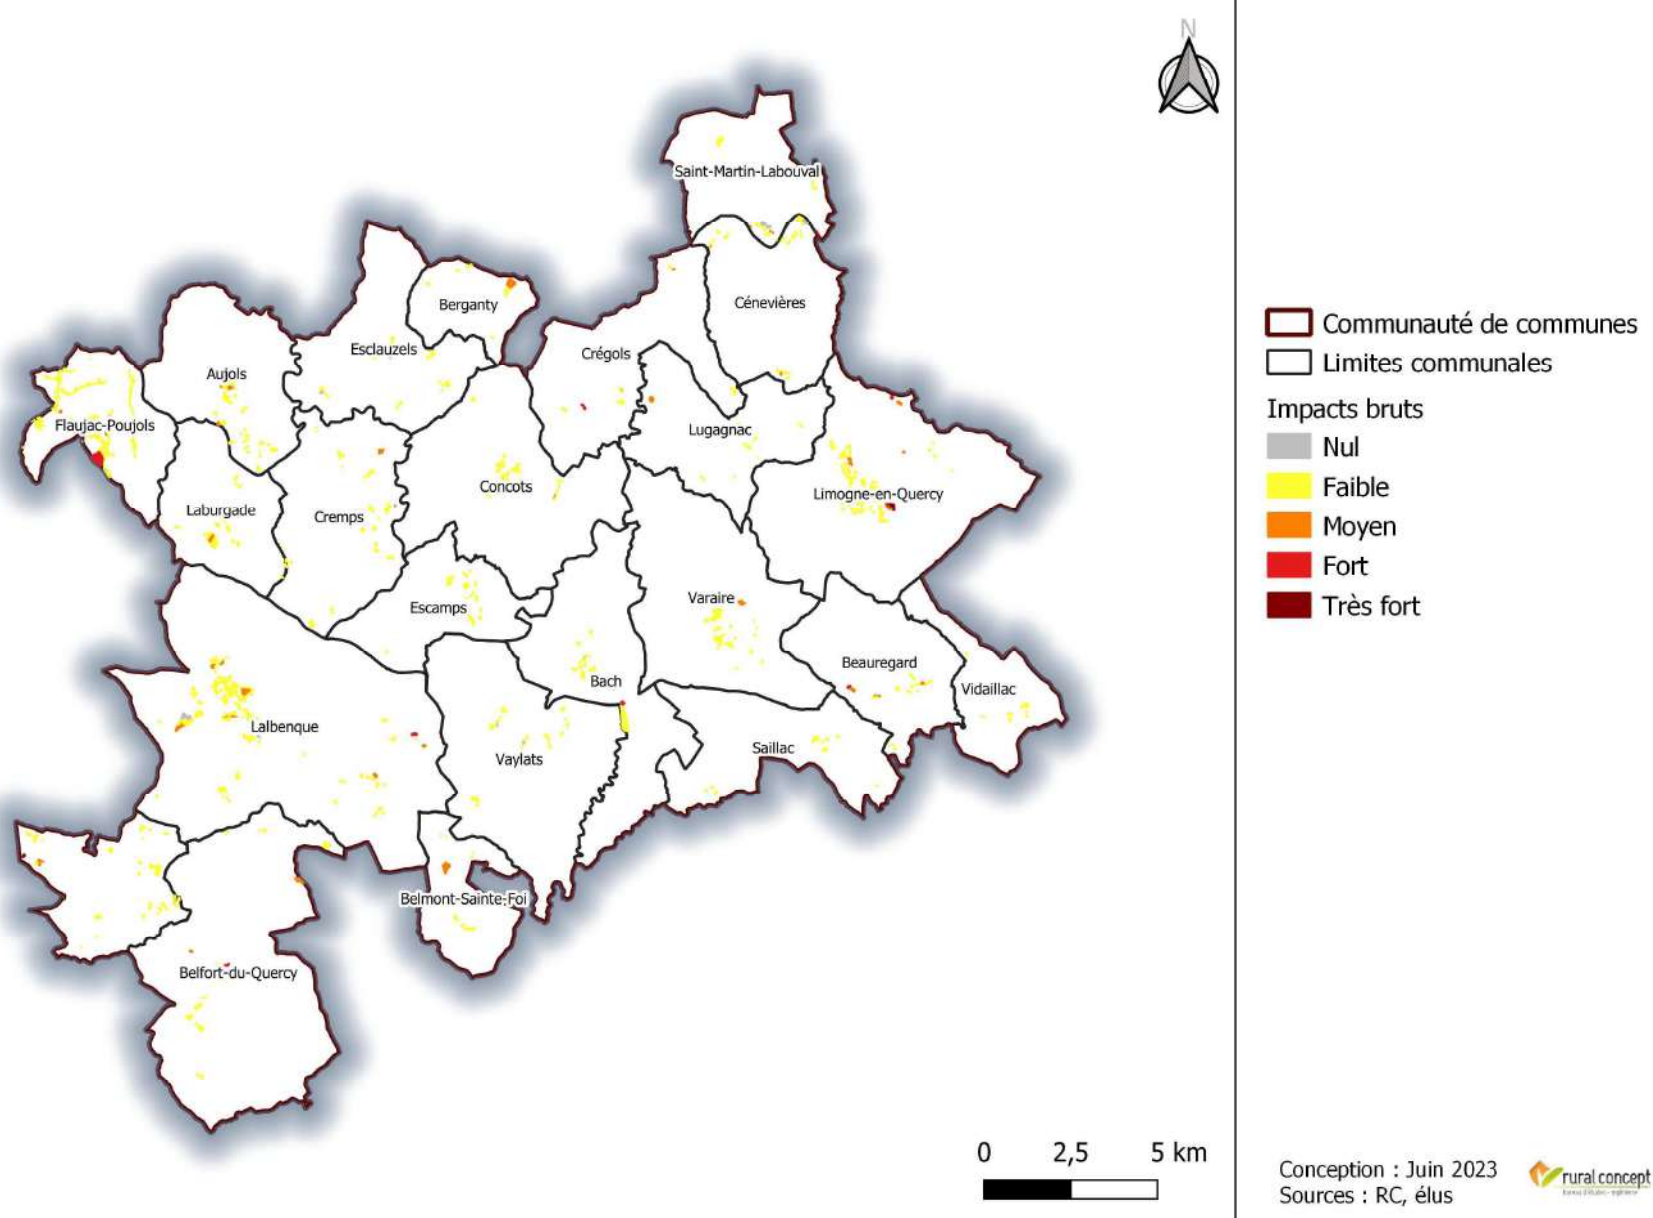 N
Saint-Martin-Labouval
Cénevières
Berganty
Esclauzels
Crégols
Aujols
Flaujac-Poujols
Lugagnac
Concots
Limogne-en-Quercy
Laburgade
Cremps
Escamps
Varaire
Beauregard
Bach
Vidaillac
Lalbenque
Saillac
Vaylats
Belmont-Sainte-Foi
Belfort-du-Quercy
0 2,5 5 km
Communauté de communes
Limites communales
Impacts bruts
Nul
Faible
Moyen
Fort
Très fort
Conception : Juin 2023
Sources : RC, élus
rural concept